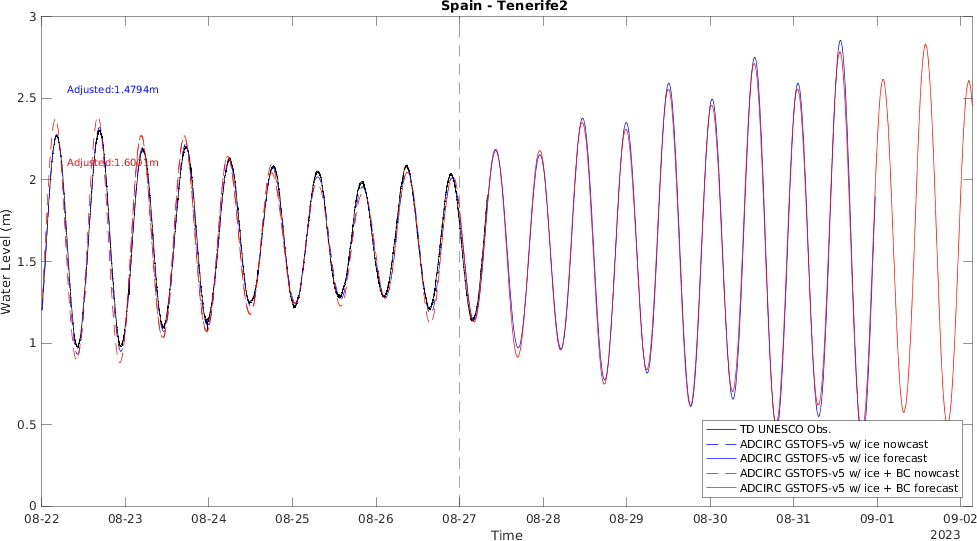 Spain - Tenerife2
3
2.5
2
1.5
1
0.5
0
Water Level (m)
Adjusted:1.4794m
Adjusted:1.6001m
TD UNESCO Obs.
ADCIRC GSTOFS-v5 w/ ice nowcast
ADCIRC GSTOFS-v5 w/ ice forecast
ADCIRC GSTOFS-v5 w/ ice + BC nowcast
ADCIRC GSTOFS-v5 w/ ice + BC forecast
08-22 08-23 08-24 08-25 08-26 08-27 08-28 08-29 08-30 08-31 09-01 09-02
Time
2023